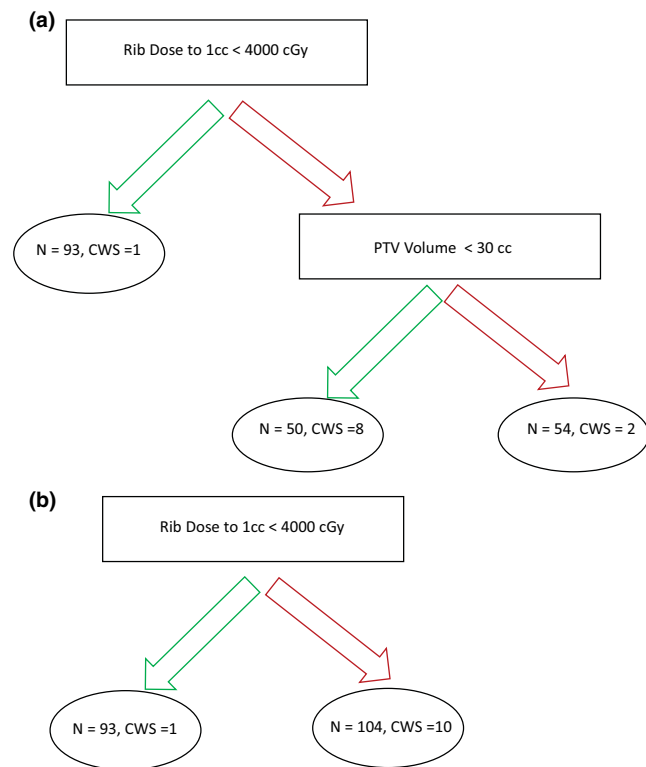 (a)
Rib Dose to 1cc < 4000 cGy
N = 93, CWS =1
PTV Volume < 30 cc
N = 50, CWS =8
N = 54, CWS = 2
(b)
Rib Dose to 1cc < 4000 cGy
N = 93, CWS =1
N = 104, CWS =10